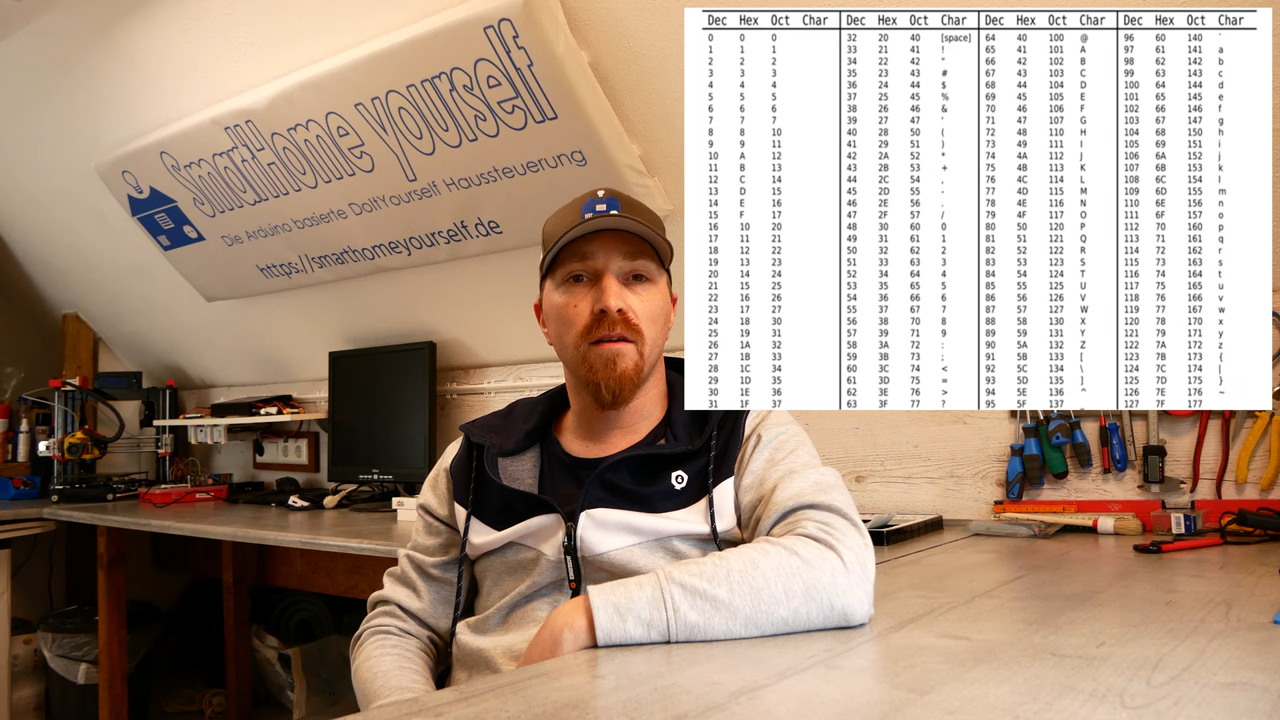 SmartHome yourself
Die Arduino basierte DoItYourself Haussteuerung
https://smarthomeyourself.de
Dec Hex Oct Char Dec Hex Oct Char Dec Hex Oct Char Dec Hex Oct Char
0 0 0 32 20 40 [space] 64 40 100 @ 96 60 140 `
1 1 1 33 21 41 ! 65 41 101 A 97 61 141 a
2 2 2 34 22 42 " 66 42 102 B 98 62 142 b
3 3 3 35 23 43 # 67 43 103 C 99 63 143 c
4 4 4 36 24 44 $ 68 44 104 D 100 64 144 d
5 5 5 37 25 45 % 69 45 105 E 101 65 145 e
6 6 6 38 26 46 & 70 46 106 F 102 66 146 f
7 7 7 39 27 47 ' 71 47 107 G 103 67 147 g
8 8 10 40 28 50 ( 72 48 110 H 104 68 150 h
9 9 11 41 29 51 ) 73 49 111 I 105 69 151 i
10 A 12 42 2A 52 * 74 4A 112 J 106 6A 152 j
11 B 13 43 2B 53 + 75 4B 113 K 107 6B 153 k
12 C 14 44 2C 54 , 76 4C 114 L 108 6C 154 l
13 D 15 45 2D 55 - 77 4D 115 M 109 6D 155 m
14 E 16 46 2E 56 . 78 4E 116 N 110 6E 156 n
15 F 17 47 2F 57 / 79 4F 117 O 111 6F 157 o
16 10 20 48 30 60 0 80 50 120 P 112 70 160 p
17 11 21 49 31 61 1 81 51 121 Q 113 71 161 q
18 12 22 50 32 62 2 82 52 122 R 114 72 162 r
19 13 23 51 33 63 3 83 53 123 S 115 73 163 s
20 14 24 52 34 64 4 84 54 124 T 116 74 164 t
21 15 25 53 35 65 5 85 55 125 U 117 75 165 u
22 16 26 54 36 66 6 86 56 126 V 118 76 166 v
23 17 27 55 37 67 7 87 57 127 W 119 77 167 w
24 18 30 56 38 70 8 88 58 130 X 120 78 170 x
25 19 31 57 39 71 9 89 59 131 Y 121 79 171 y
26 1A 32 58 3A 72 : 90 5A 132 Z 122 7A 172 z
27 1B 33 59 3B 73 ; 91 5B 133 [ 123 7B 173 {
28 1C 34 60 3C 74 < 92 5C 134 \ 124 7C 174 |
29 1D 35 61 3D 75 = 93 5D 135 ] 125 7D 175 }
30 1E 36 62 3E 76 > 94 5E 136 ^ 126 7E 176 ~
31 1F 37 63 3F 77 ? 95 5F 137 127 7F 177